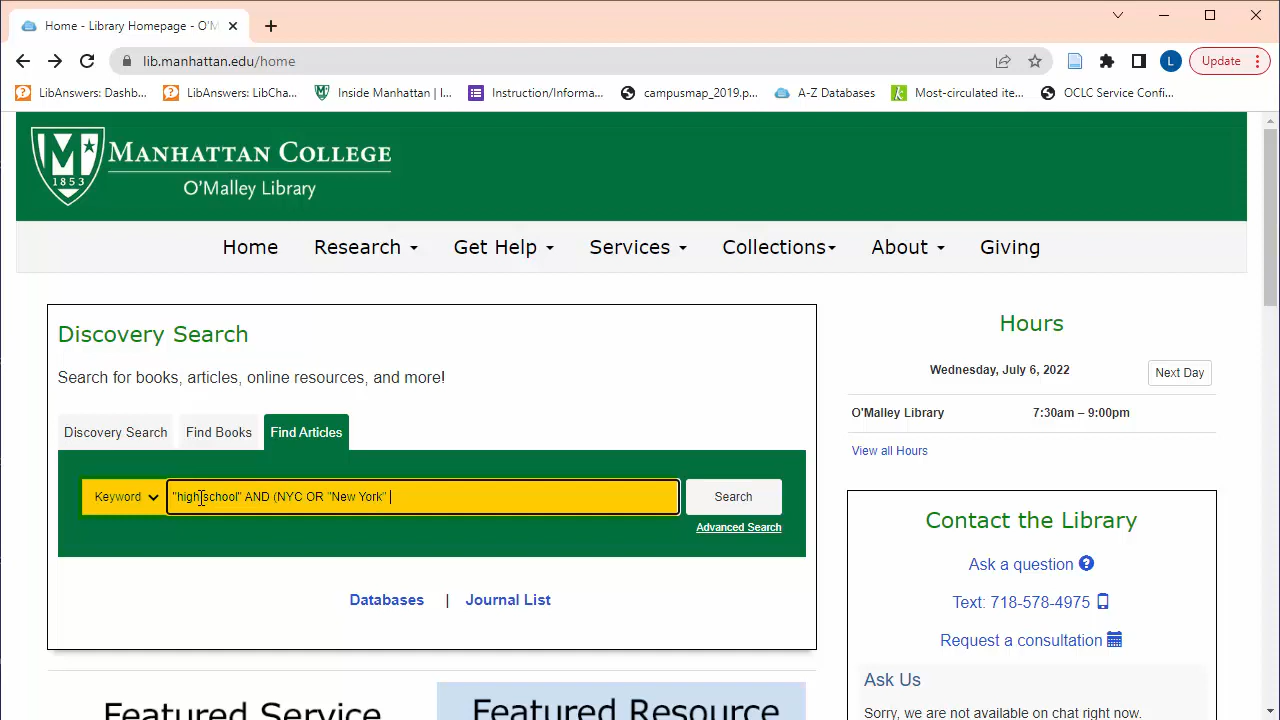 Home - Library Homepage - O'M
lib.manhattan.edu/home
Update
LibAnswers: Dashb...
LibAnswers: LibCha...
Inside Manhattan | I...
Instruction/Informa...
campusmap_2019.p...
A-Z Databases
Most-circulated ite...
OCLC Service Confi...
L
M
1853
MANHATTAN COLLEGE
O'Malley Library
Home
Research
Get Help
Services
Collections
About
Giving
Discovery Search
Search for books, articles, online resources, and more!
Discovery Search
Find Books
Find Articles
Keyword
"high school" AND (NYC OR "New York"
Search
Advanced Search
Databases | Journal List
Featured Service
Featured Resource
Hours
Wednesday, July 6, 2022
Next Day
O'Malley Library 7:30am – 9:00pm
View all Hours
Contact the Library
Ask a question
Text: 718-578-4975
Request a consultation
Ask Us
Sorry, we are not available on chat right now.